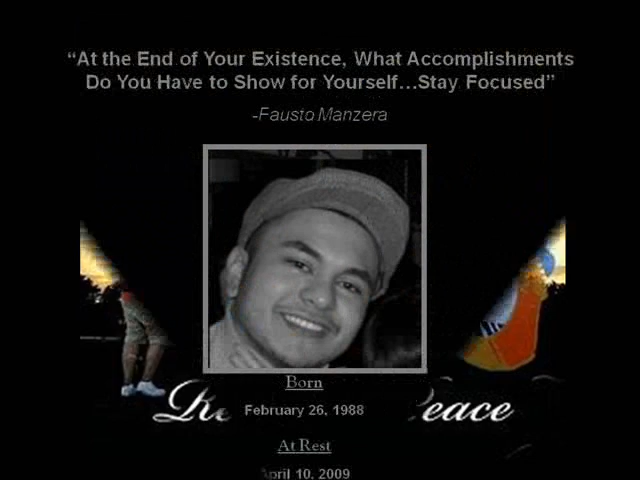 “At the End of Your Existence, What Accomplishments
Do You Have to Show for Yourself…Stay Focused”
-Fausto Manzera
Born
February 26, 1988
At Rest
April 10, 2009